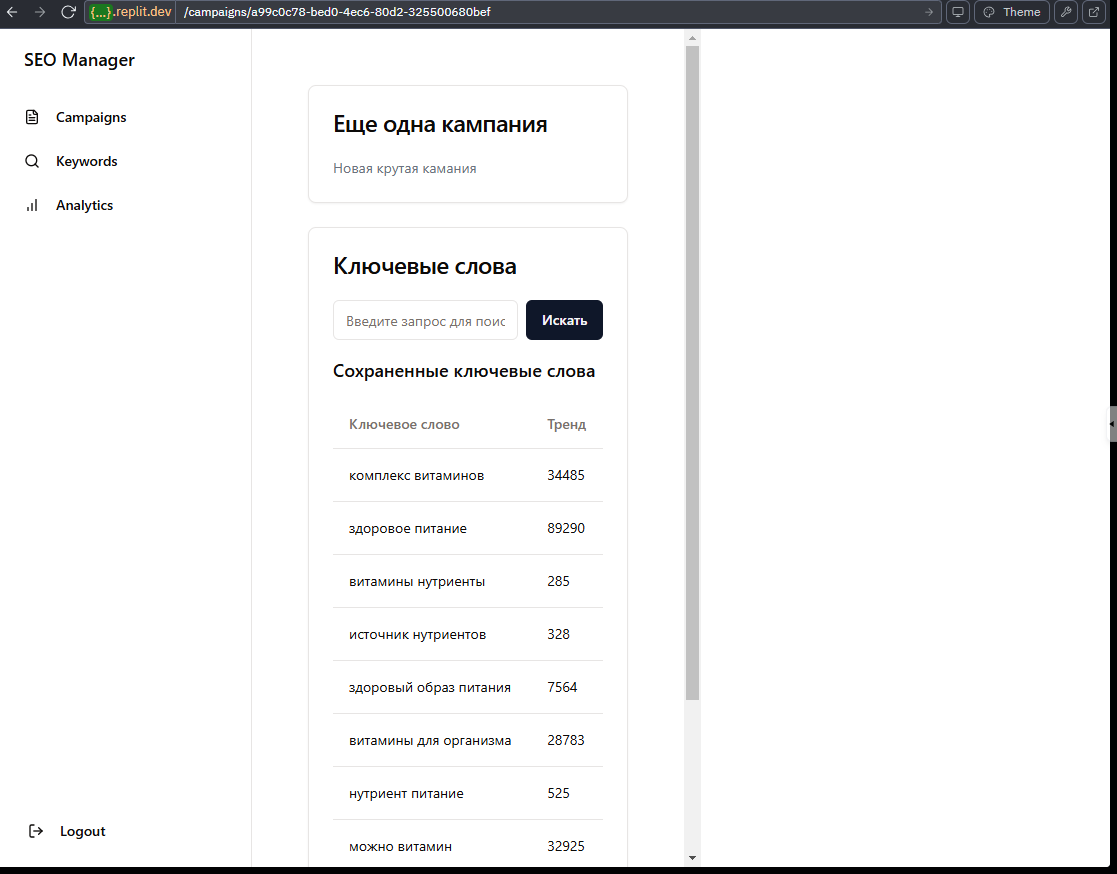 {...}.replit.dev /campaigns/a99c0c78-bed0-4ec6-80d2-325500680bef Theme
SEO Manager
Campaigns
Keywords
Analytics
Logout
Еще одна кампания
Новая крутая камания
Ключевые слова
Введите запрос для поис Искать
Сохраненные ключевые слова
Ключевое слово Тренд
комплекс витаминов 34485
здоровое питание 89290
витамины нутриенты 285
источник нутриентов 328
здоровый образ питания 7564
витамины для организма 28783
нутриент питание 525
можно витамин 32925